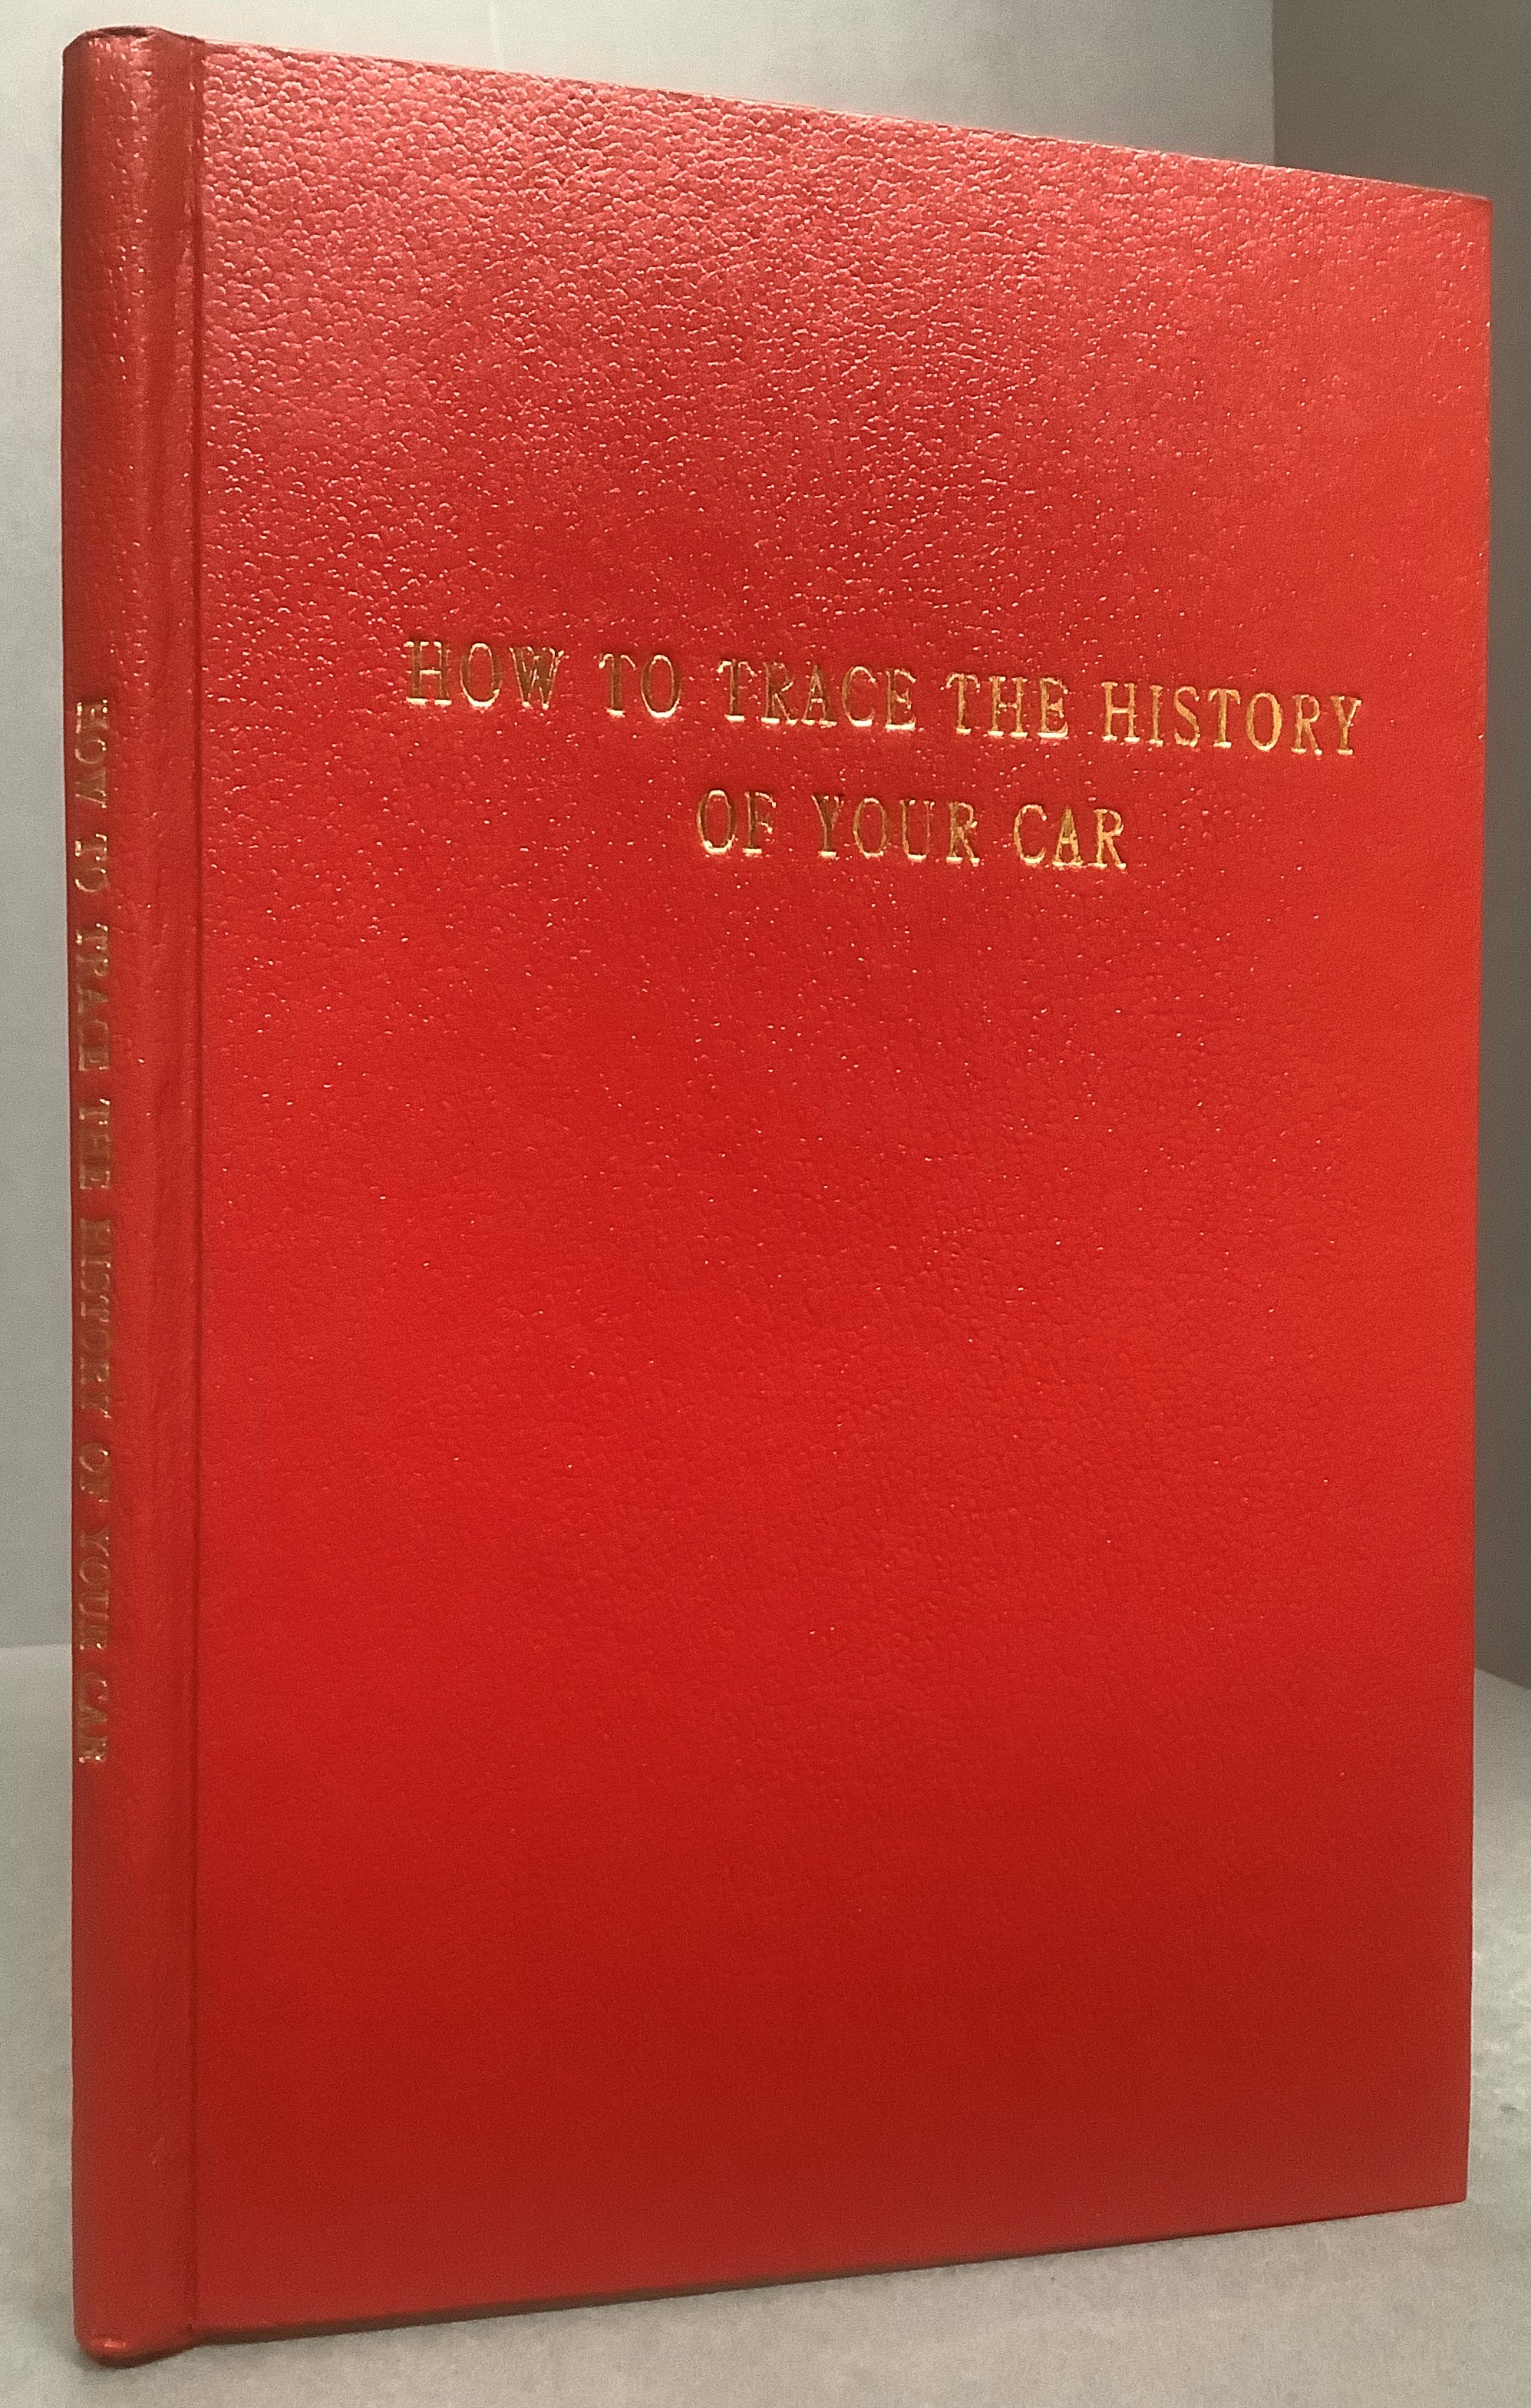 HOW TO TRACE THE HISTORY
OF YOUR CAR
HOW TO TRACE THE HISTORY OF YOUR CAR